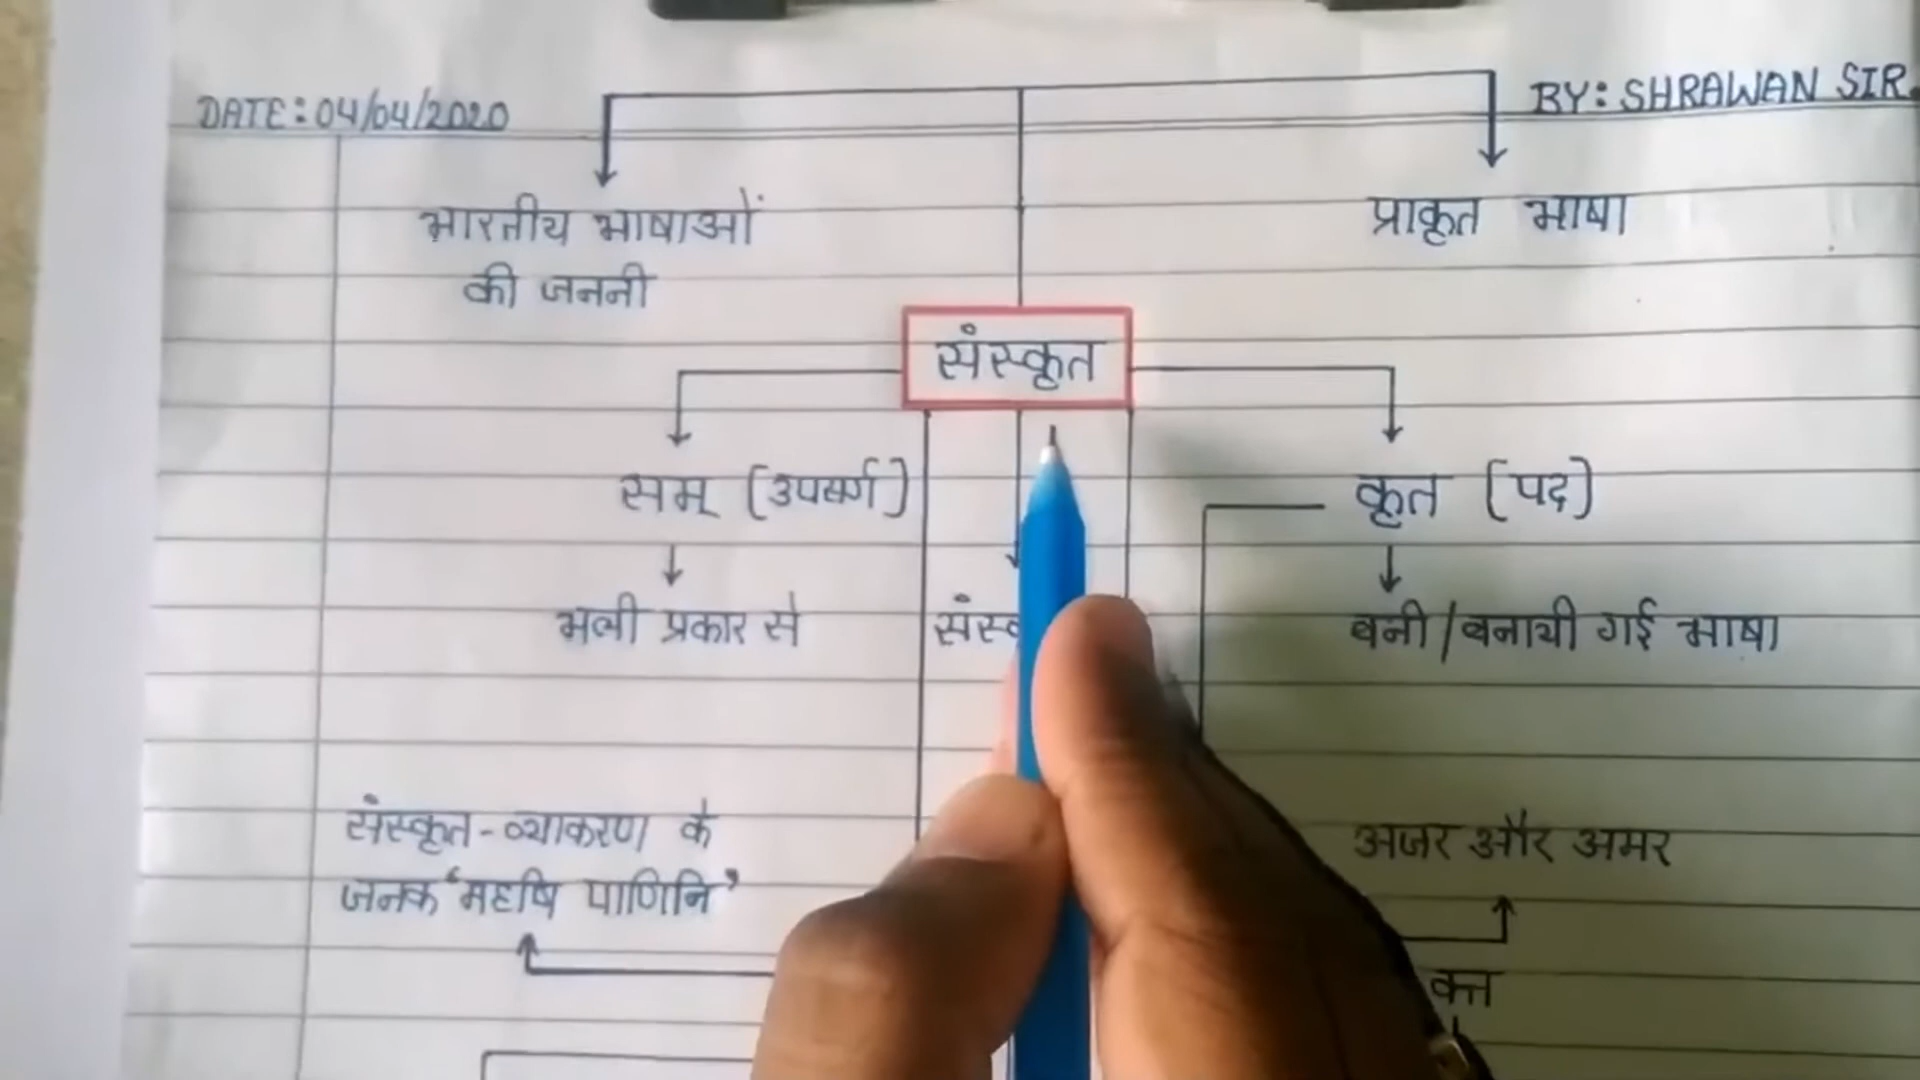 DATE: 04/04/2020
BY: SHRAWAN SIR.
भारतीय भाषाओं
की जननी
प्राकृत भाषा
संस्कृत
सम् (उपसर्ग)
कृत (पद)
भली प्रकार से
बनी/बनायी गई भाषा
संस्कृत-व्याकरण के
जनक 'महर्षि पाणिनि'
अजर और अमर
क्त